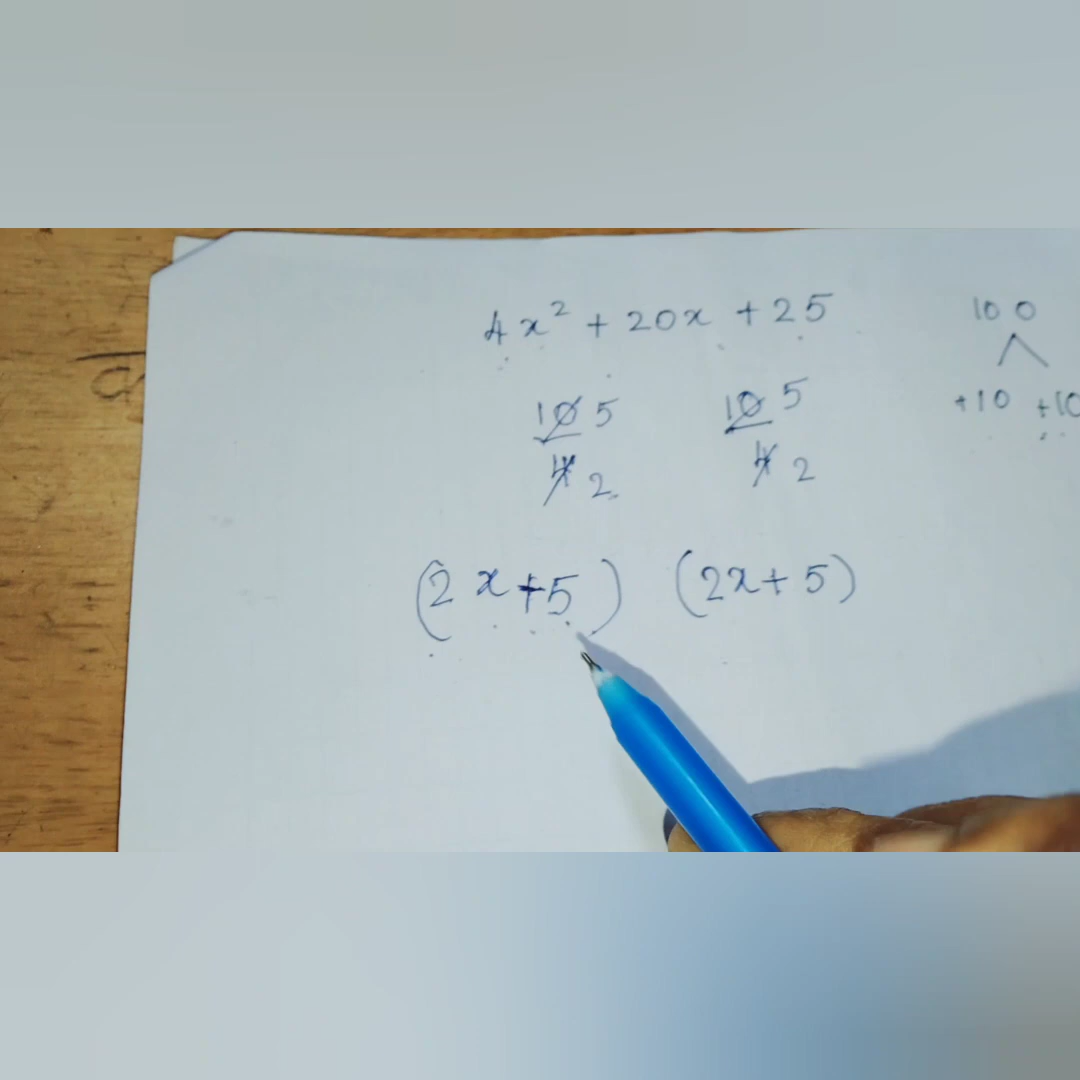 4x² + 20x + 25
100
+10 +10
10 5 10 5
4 2 4 2
(2x+5) (2x+5)